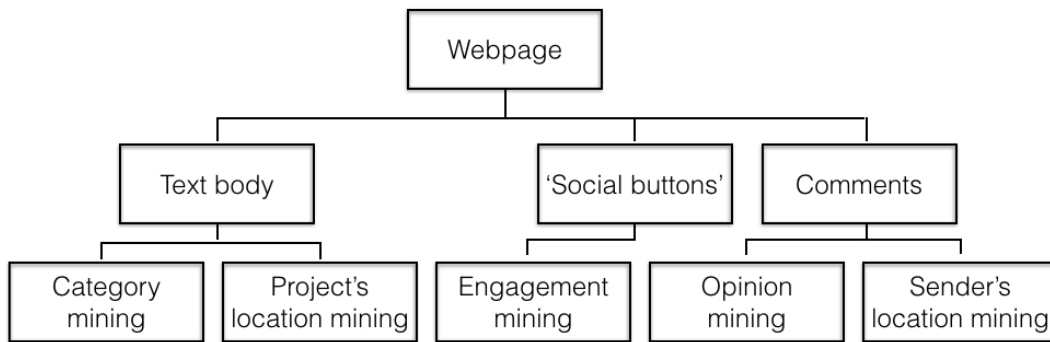 Webpage
Text body
‘Social buttons’
Comments
Category
mining
Project’s
location mining
Engagement
mining
Opinion
mining
Sender’s
location mining